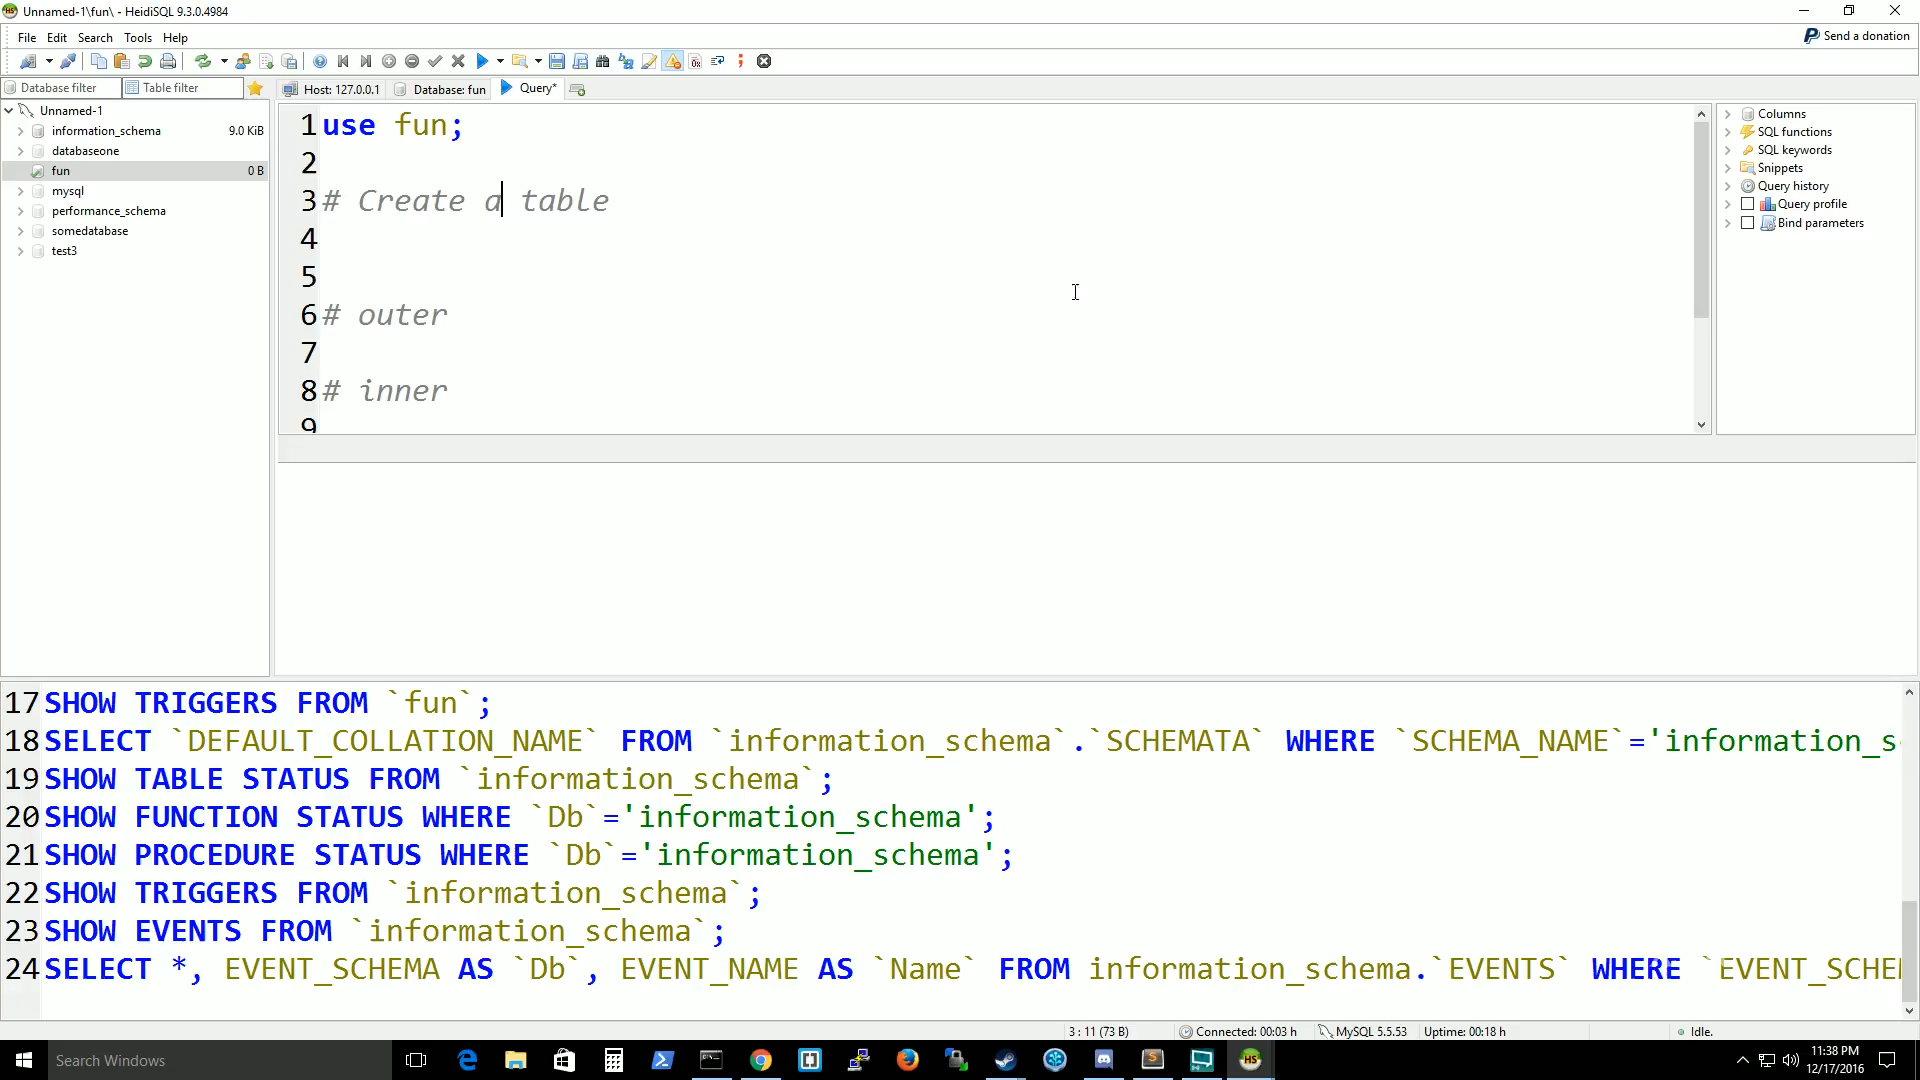 Unnamed-1\fun\ - HeidiSQL 9.3.0.4984
File Edit Search Tools Help
Send a donation
Database filter Table filter
Host: 127.0.0.1 Database: fun Query*
Unnamed-1
information_schema 9.0 KiB
databaseone
fun 0 B
mysql
performance_schema
somedatabase
test3
1 use fun;
2
3 # Create a table
4
5
6 # outer
7
8 # inner
9
Columns
SQL functions
SQL keywords
Snippets
Query history
Query profile
Bind parameters
17 SHOW TRIGGERS FROM `fun`;
18 SELECT `DEFAULT_COLLATION_NAME` FROM `information_schema`.`SCHEMATA` WHERE `SCHEMA_NAME`='information_s
19 SHOW TABLE STATUS FROM `information_schema`;
20 SHOW FUNCTION STATUS WHERE `Db`='information_schema';
21 SHOW PROCEDURE STATUS WHERE `Db`='information_schema';
22 SHOW TRIGGERS FROM `information_schema`;
23 SHOW EVENTS FROM `information_schema`;
24 SELECT *, EVENT_SCHEMA AS `Db`, EVENT_NAME AS `Name` FROM information_schema.`EVENTS` WHERE `EVENT_SCHE
3 : 11 (73 B) Connected: 00:03 h MySQL 5.5.53 Uptime: 00:18 h Idle.
Search Windows
11:38 PM
12/17/2016